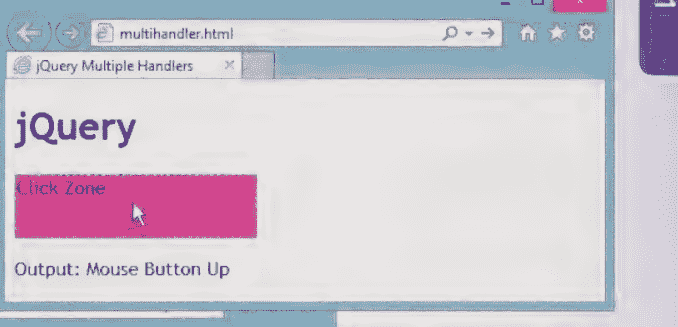 multihandler.html
jQuery Multiple Handlers
jQuery
Click Zone
Output: Mouse Button Up